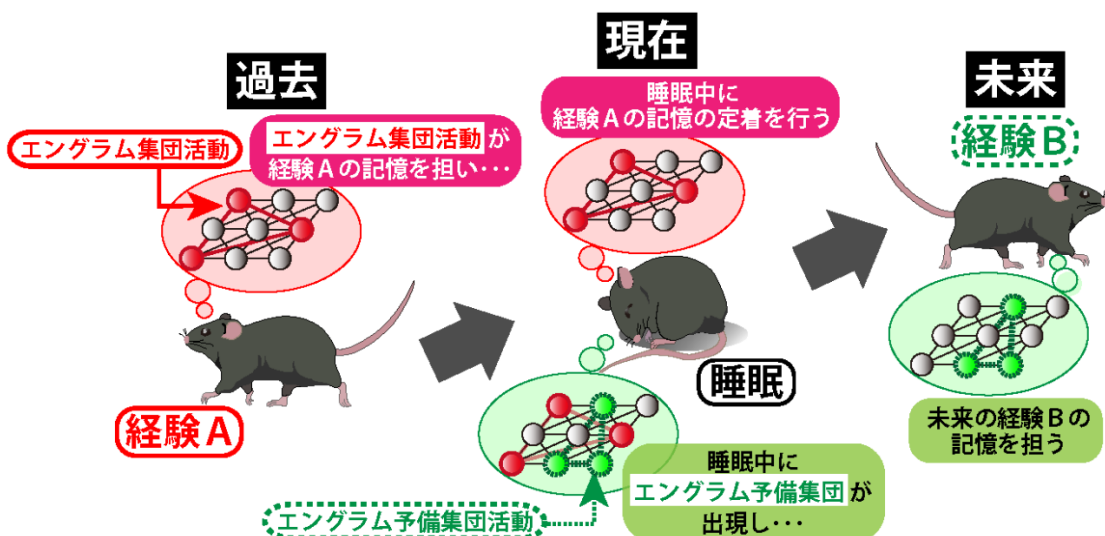 過去
エングラム集団活動
エングラム集団活動が
経験Aの記憶を担い・・・
経験A
現在
睡眠中に
経験Aの記憶の定着を行う
睡眠
睡眠中に
エングラム予備集団が
出現し・・・
エングラム予備集団活動
未来
経験B
未来の経験Bの
記憶を担う